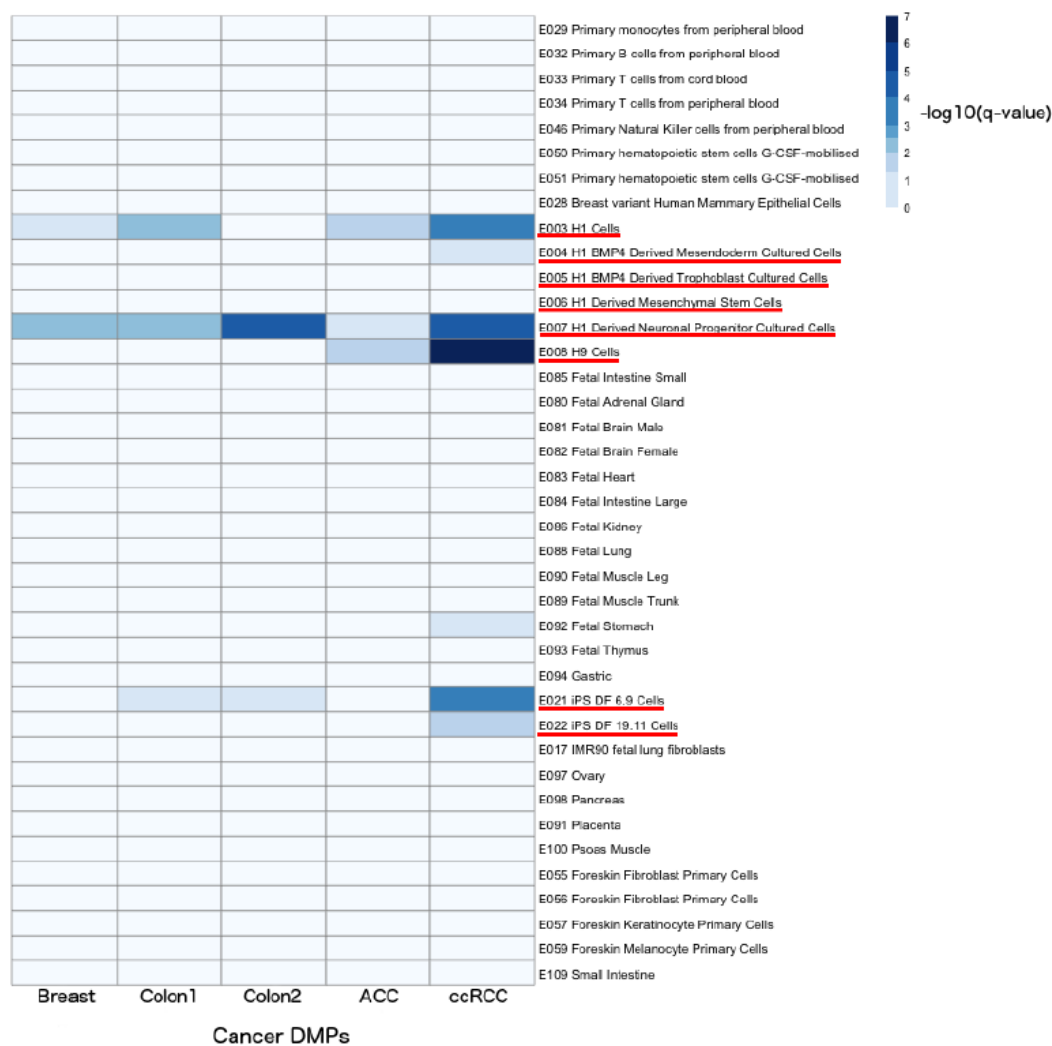 E029 Primary monocytes from peripheral blood
E032 Primary B cells from peripheral blood
E033 Primary T cells from cord blood
E034 Primary T cells from peripheral blood
E046 Primary Natural Killer cells from peripheral blood
E050 Primary hematopoietic stem cells G-CSF-mobilised
E051 Primary hematopoietic stem cells G-CSF-mobilised
E028 Breast variant Human Mammary Epithelial Cells
E003 H1 Cells
E004 H1 BMP4 Derived Mesendoderm Cultured Cells
E005 H1 BMP4 Derived Trophoblast Cultured Cells
E006 H1 Derived Mesenchymal Stem Cells
E007 H1 Derived Neuronal Progenitor Cultured Cells
E008 H9 Cells
E085 Fetal Intestine Small
E080 Fetal Adrenal Gland
E081 Fetal Brain Male
E082 Fetal Brain Female
E083 Fetal Heart
E084 Fetal Intestine Large
E086 Fetal Kidney
E088 Fetal Lung
E090 Fetal Muscle Leg
E089 Fetal Muscle Trunk
E092 Fetal Stomach
E093 Fetal Thymus
E094 Gastric
E021 iPS DF 6.9 Cells
E022 iPS DF 19.11 Cells
E017 IMR90 fetal lung fibroblasts
E097 Ovary
E098 Pancreas
E091 Placenta
E100 Psoas Muscle
E055 Foreskin Fibroblast Primary Cells
E056 Foreskin Fibroblast Primary Cells
E057 Foreskin Keratinocyte Primary Cells
E059 Foreskin Melanocyte Primary Cells
E109 Small Intestine
7
6
5
4
3
2
1
0
-log10(q-value)
Breast Colon1 Colon2 ACC ccRCC
Cancer DMPs